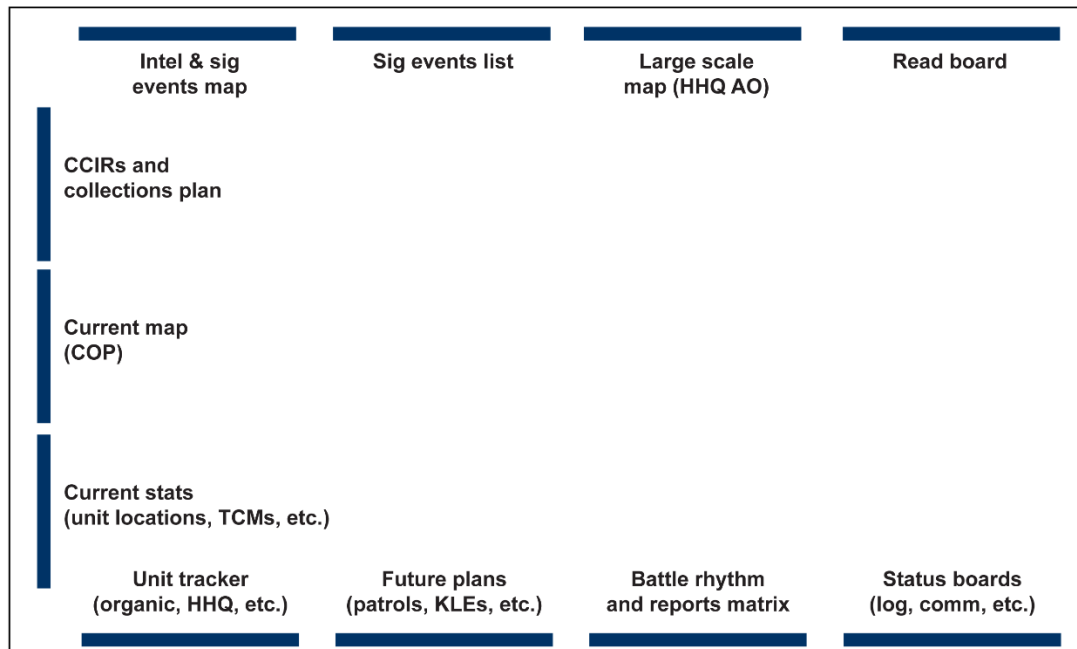 Intel & sig
events map
Sig events list
Large scale
map (HHQ AO)
Read board
CCIRs and
collections plan
Current map
(COP)
Current stats
(unit locations, TCMs, etc.)
Unit tracker
(organic, HHQ, etc.)
Future plans
(patrols, KLEs, etc.)
Battle rhythm
and reports matrix
Status boards
(log, comm, etc.)